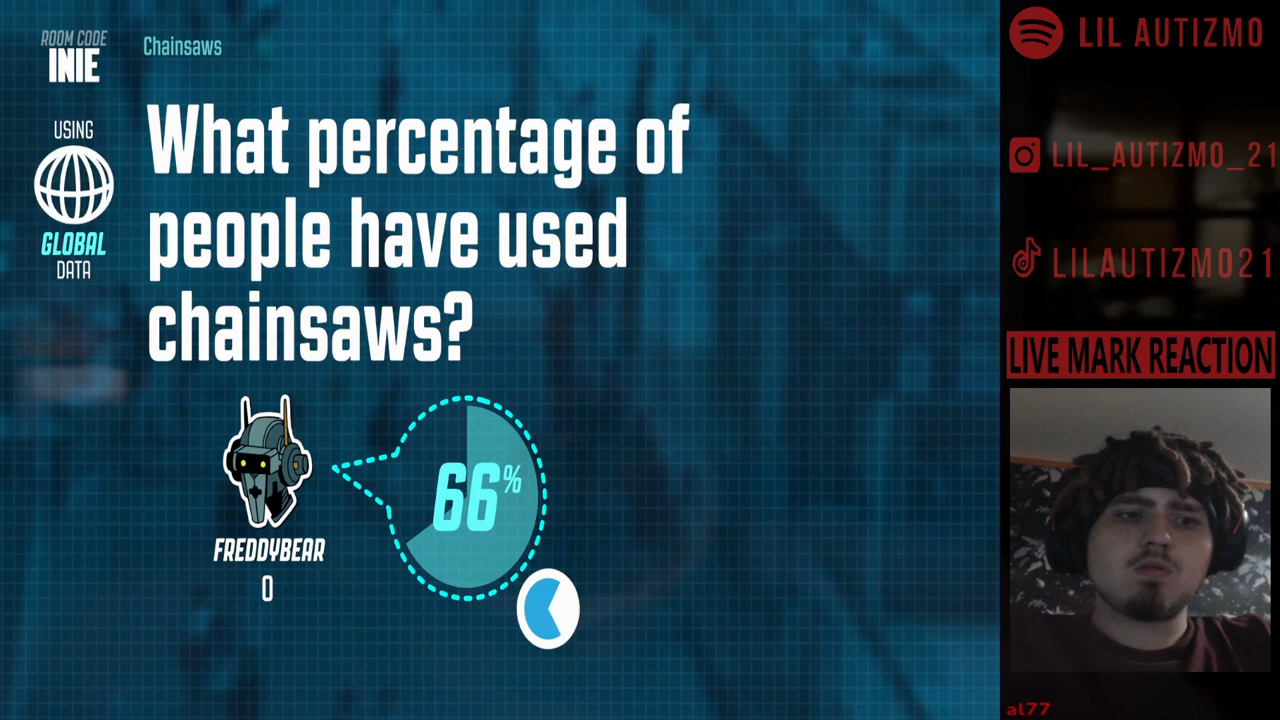 ROOM CODE
INIE
Chainsaws
USING
GLOBAL
DATA
What percentage of
people have used
chainsaws?
66%
FREDDYBEAR
0
LIL AUTIZMO
LIL_AUTIZMO_21
LILAUTIZMO21
LIVE MARK REACTION
al77